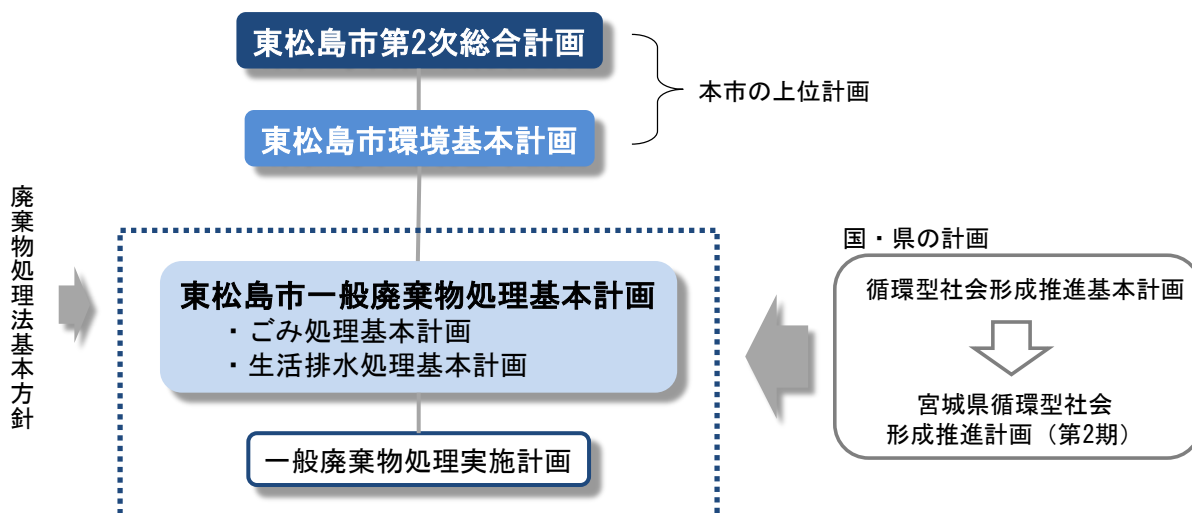 東松島市第2次総合計画
本市の上位計画
東松島市環境基本計画
廃棄物処理法基本方針
東松島市一般廃棄物処理基本計画
・ごみ処理基本計画
・生活排水処理基本計画
一般廃棄物処理実施計画
国・県の計画
循環型社会形成推進基本計画
宮城県循環型社会
形成推進計画（第2期）